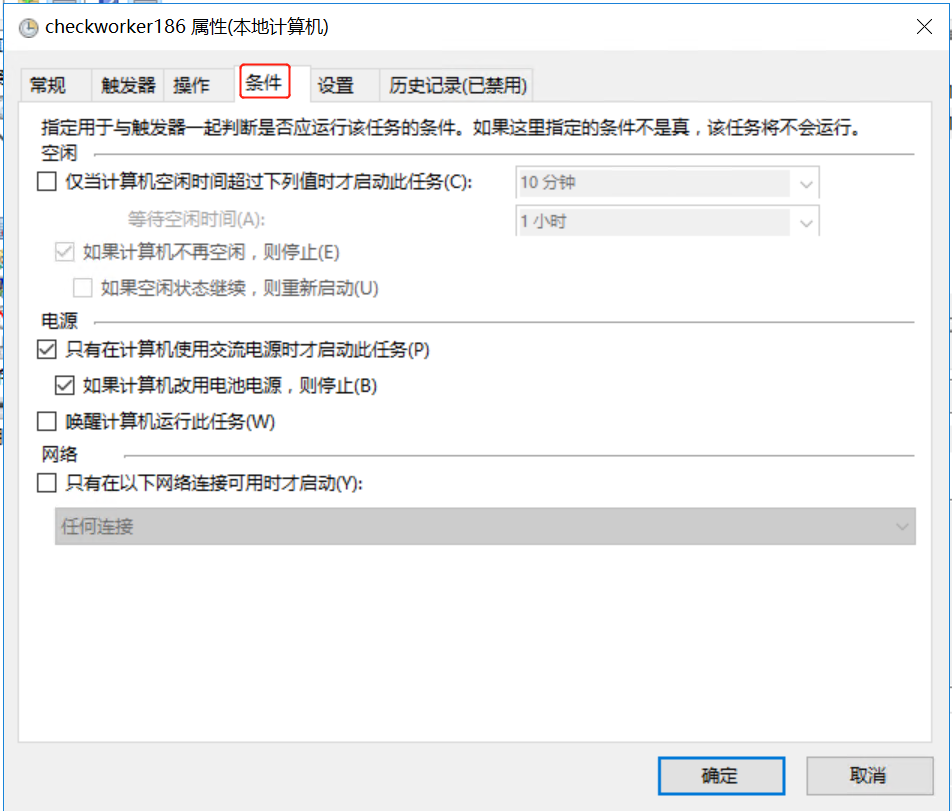 checkworker186 属性(本地计算机)
常规 触发器 操作 条件 设置 历史记录(已禁用)
指定用于与触发器一起判断是否应运行该任务的条件。如果这里指定的条件不是真，该任务将不会运行。
空闲
仅当计算机空闲时间超过下列值时才启动此任务(C): 10 分钟
等待空闲时间(A): 1 小时
如果计算机不再空闲，则停止(E)
如果空闲状态继续，则重新启动(U)
电源
只有在计算机使用交流电源时才启动此任务(P)
如果计算机改用电池电源，则停止(B)
唤醒计算机运行此任务(W)
网络
只有在以下网络连接可用时才启动(Y):
任何连接
确定 取消